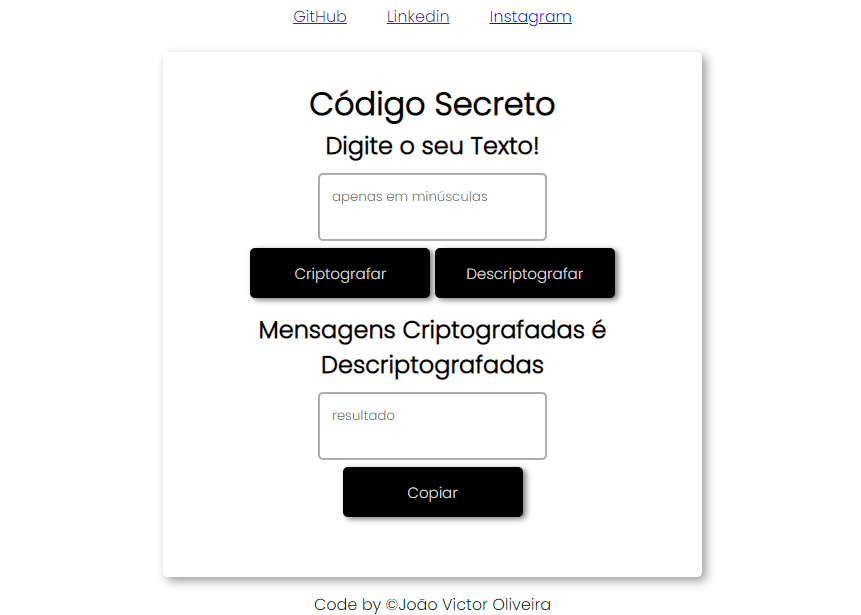 GitHub Linkedin Instagram
Código Secreto
Digite o seu Texto!
apenas em minúsculas
Criptografar Descriptografar
Mensagens Criptografadas é
Descriptografadas
resultado
Copiar
Code by ©João Victor Oliveira